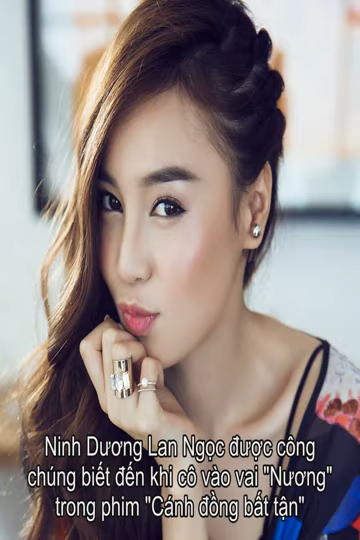 Ninh Dương Lan Ngọc được công
chúng biết đến khi cô vào vai "Nương"
trong phim "Cánh đồng bất tận"